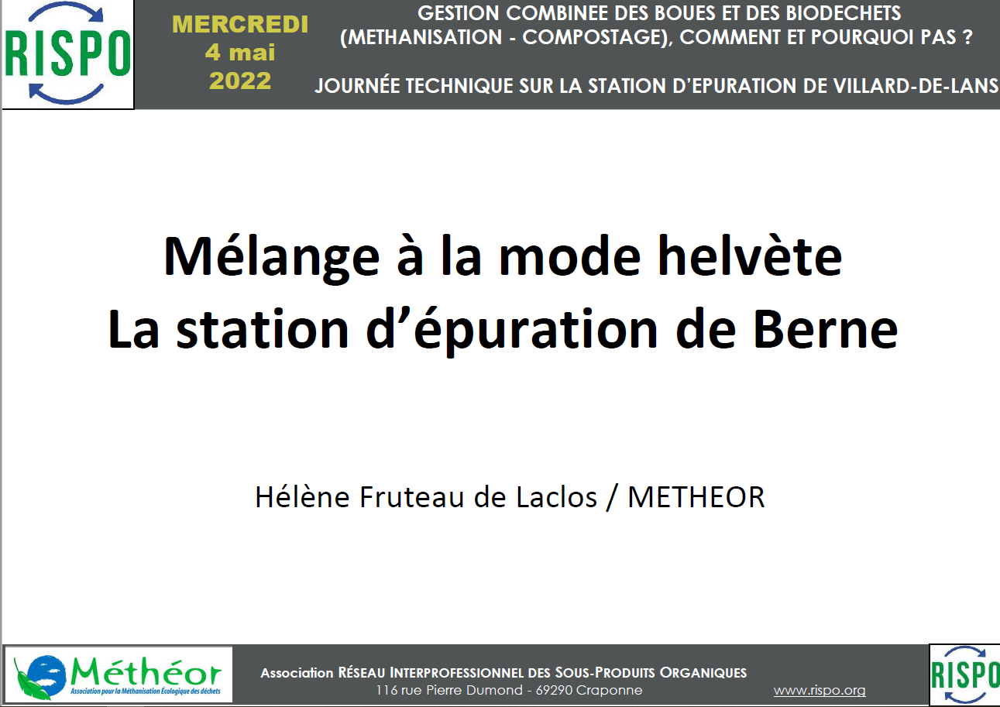 RISPO
MERCREDI
4 mai
2022
GESTION COMBINEE DES BOUES ET DES BIODECHETS
(METHANISATION - COMPOSTAGE), COMMENT ET POURQUOI PAS ?
JOURNÉE TECHNIQUE SUR LA STATION D’EPURATION DE VILLARD-DE-LANS
Mélange à la mode helvète
La station d’épuration de Berne
Hélène Fruteau de Laclos / METHEOR
Méthéor
Association pour la Méthanisation Écologique des déchets
Association RÉSEAU INTERPROFESSIONNEL DES SOUS-PRODUITS ORGANIQUES
116 rue Pierre Dumond - 69290 Craponne
www.rispo.org
RISPO